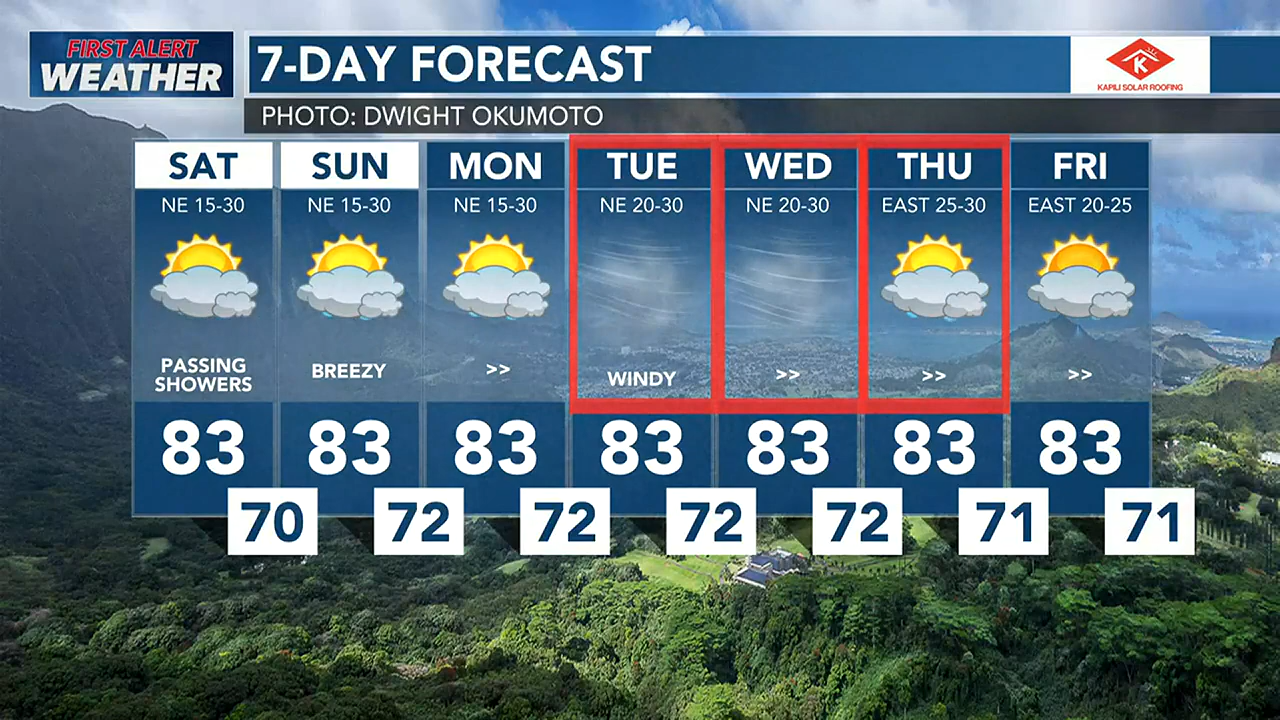 FIRST ALERT
WEATHER
7-DAY FORECAST
K
KAPILI SOLAR ROOFING
PHOTO: DWIGHT OKUMOTO
SAT
NE 15-30
PASSING
SHOWERS
83
70
SUN
NE 15-30
BREEZY
83
72
MON
NE 15-30
>>
83
72
TUE
NE 20-30
WINDY
83
72
WED
NE 20-30
>>
83
72
THU
EAST 25-30
>>
83
71
FRI
EAST 20-25
>>
83
71